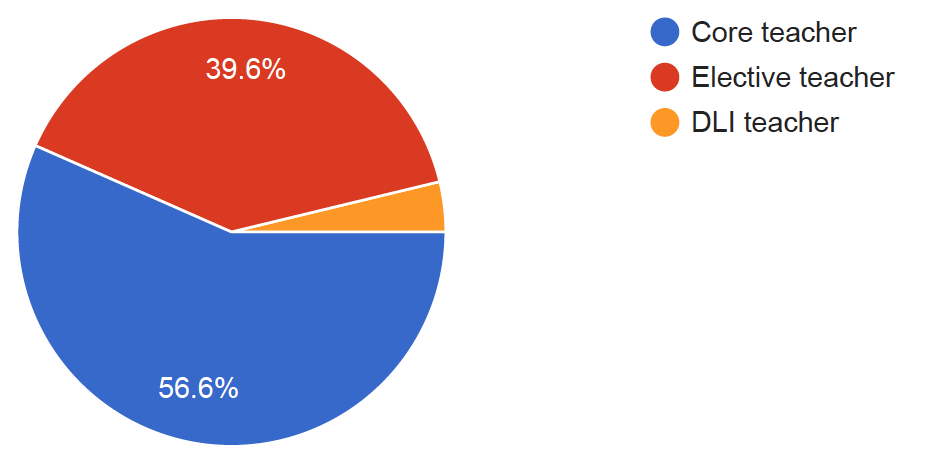 39.6%
56.6%
Core teacher
Elective teacher
DLI teacher